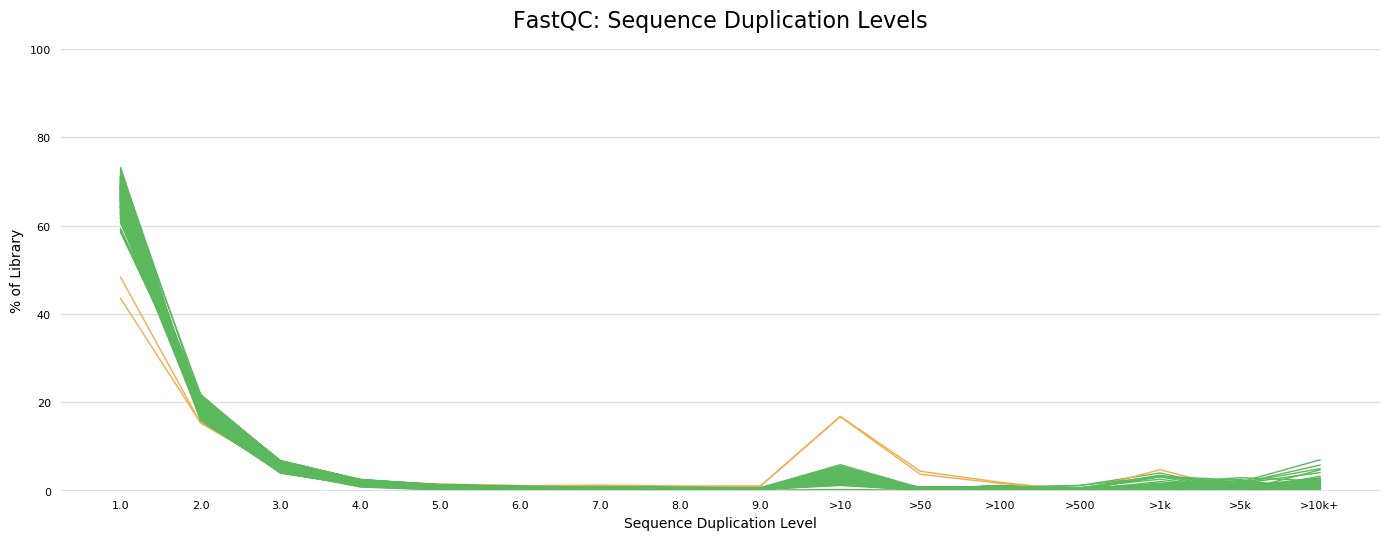 FastQC: Sequence Duplication Levels
% of Library
100
80
60
40
20
0
1.0 2.0 3.0 4.0 5.0 6.0 7.0 8.0 9.0 >10 >50 >100 >500 >1k >5k >10k+
Sequence Duplication Level